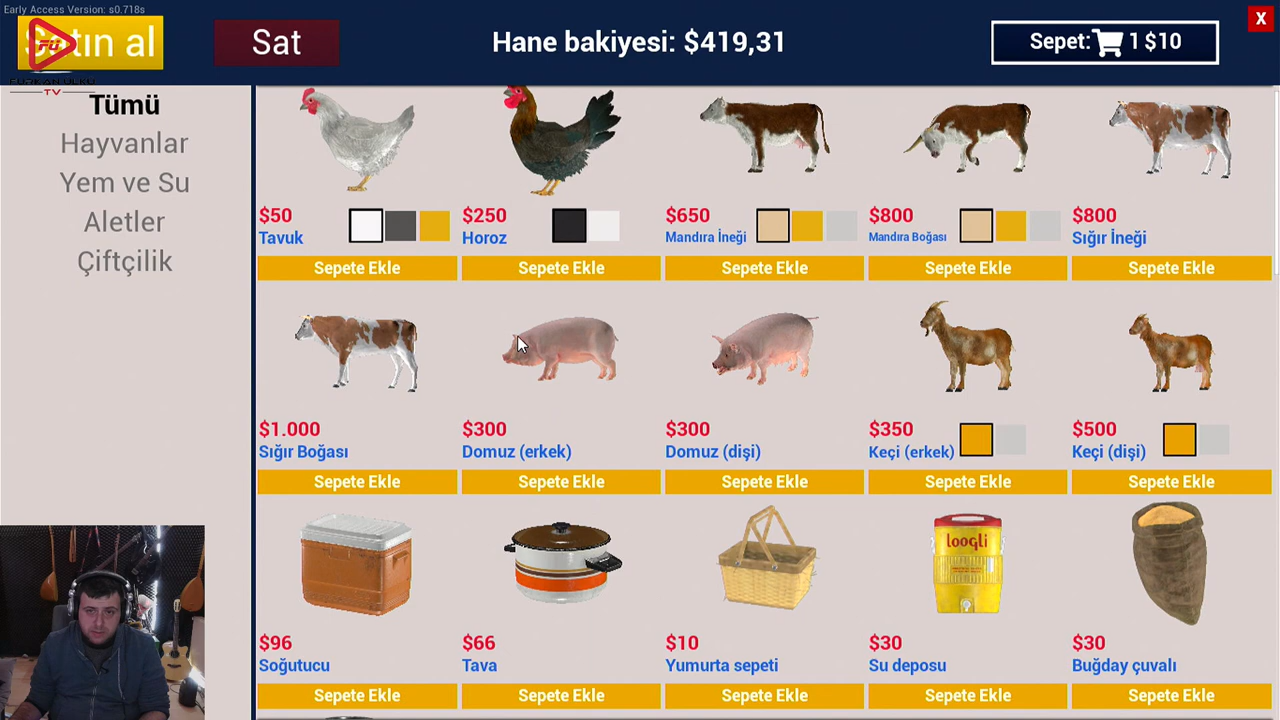 Early Access Version: s0.718s
Satın al
Sat
Hane bakiyesi: $419,31
Sepet: 1 $10
X
TV
Tümü
Hayvanlar
Yem ve Su
Aletler
Çiftçilik
$50
Tavuk
$250
Horoz
$650
Mandıra İneği
$800
Mandıra Boğası
$800
Sığır İneği
Sepete Ekle
Sepete Ekle
Sepete Ekle
Sepete Ekle
Sepete Ekle
$1.000
Sığır Boğası
$300
Domuz (erkek)
$300
Domuz (dişi)
$350
Keçi (erkek)
$500
Keçi (dişi)
Sepete Ekle
Sepete Ekle
Sepete Ekle
Sepete Ekle
Sepete Ekle
loogli
$96
Soğutucu
$66
Tava
$10
Yumurta sepeti
$30
Su deposu
$30
Buğday çuvalı
Sepete Ekle
Sepete Ekle
Sepete Ekle
Sepete Ekle
Sepete Ekle